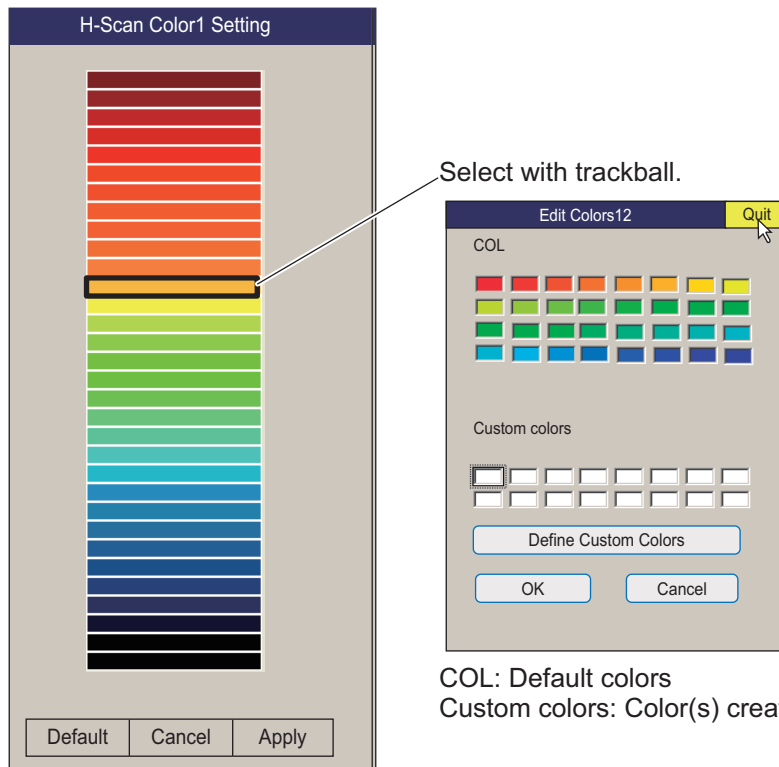 H-Scan Color1 Setting
Select with trackball.
Edit Colors12
Quit
COL
Custom colors
Define Custom Colors
OK
Cancel
COL: Default colors
Custom colors: Color(s)
Default
Cancel
Apply